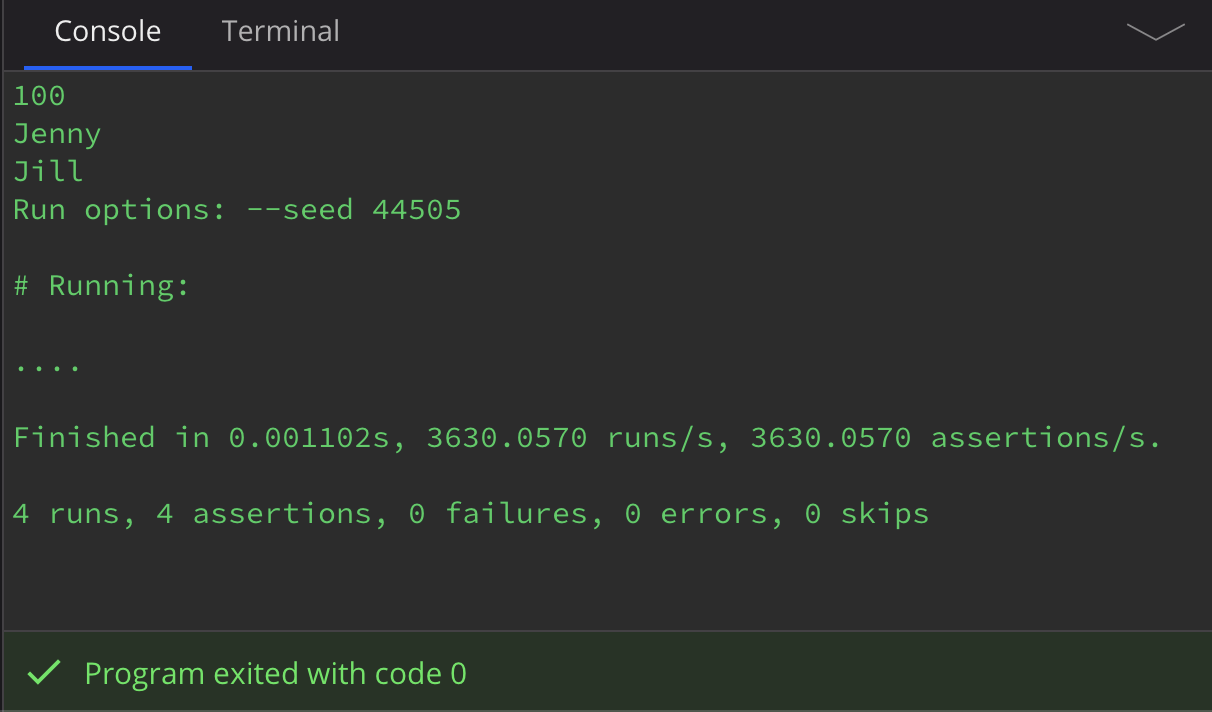 Console Terminal
100
Jenny
Jill
Run options: --seed 44505
# Running:
....
Finished in 0.001102s, 3630.0570 runs/s, 3630.0570 assertions/s.
4 runs, 4 assertions, 0 failures, 0 errors, 0 skips
Program exited with code 0